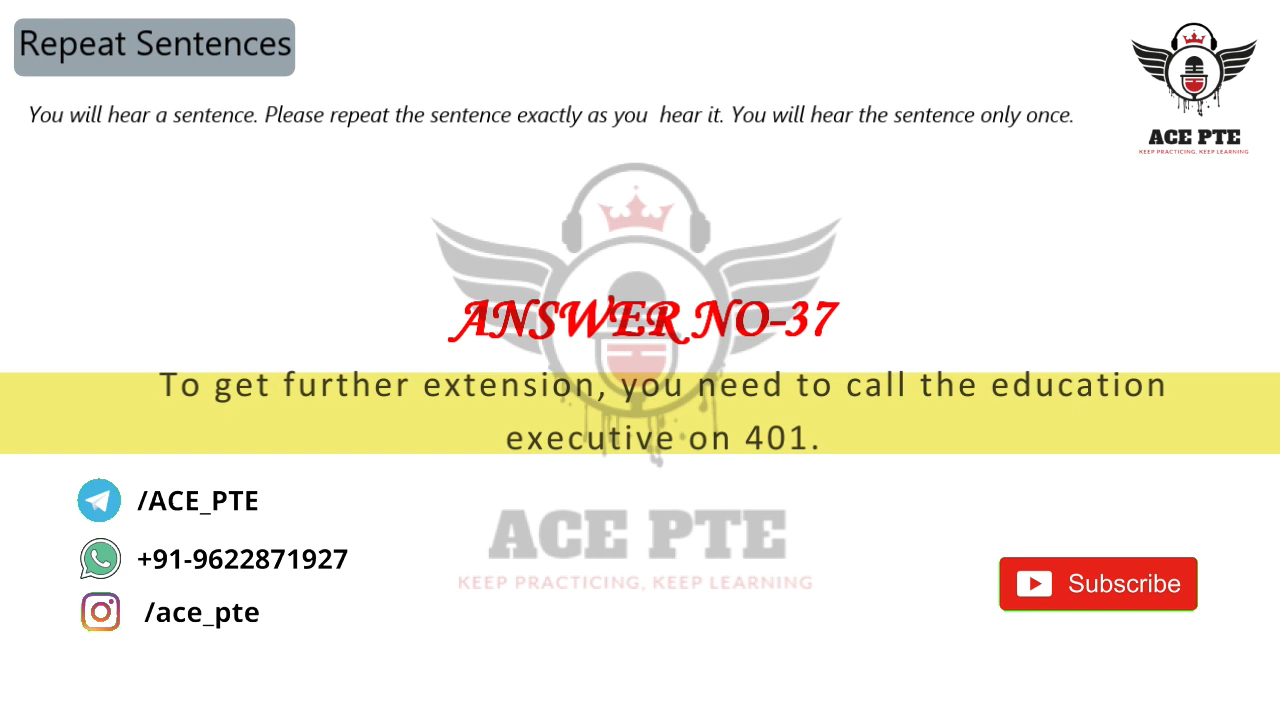 Repeat Sentences
You will hear a sentence. Please repeat the sentence exactly as you hear it. You will hear the sentence only once.
ACE PTE
KEEP PRACTICING, KEEP LEARNING
ANSWER NO-37
To get further extension, you need to call the education
executive on 401.
/ACE_PTE
+91-9622871927
/ace_pte
ACE PTE
KEEP PRACTICING, KEEP LEARNING
Subscribe